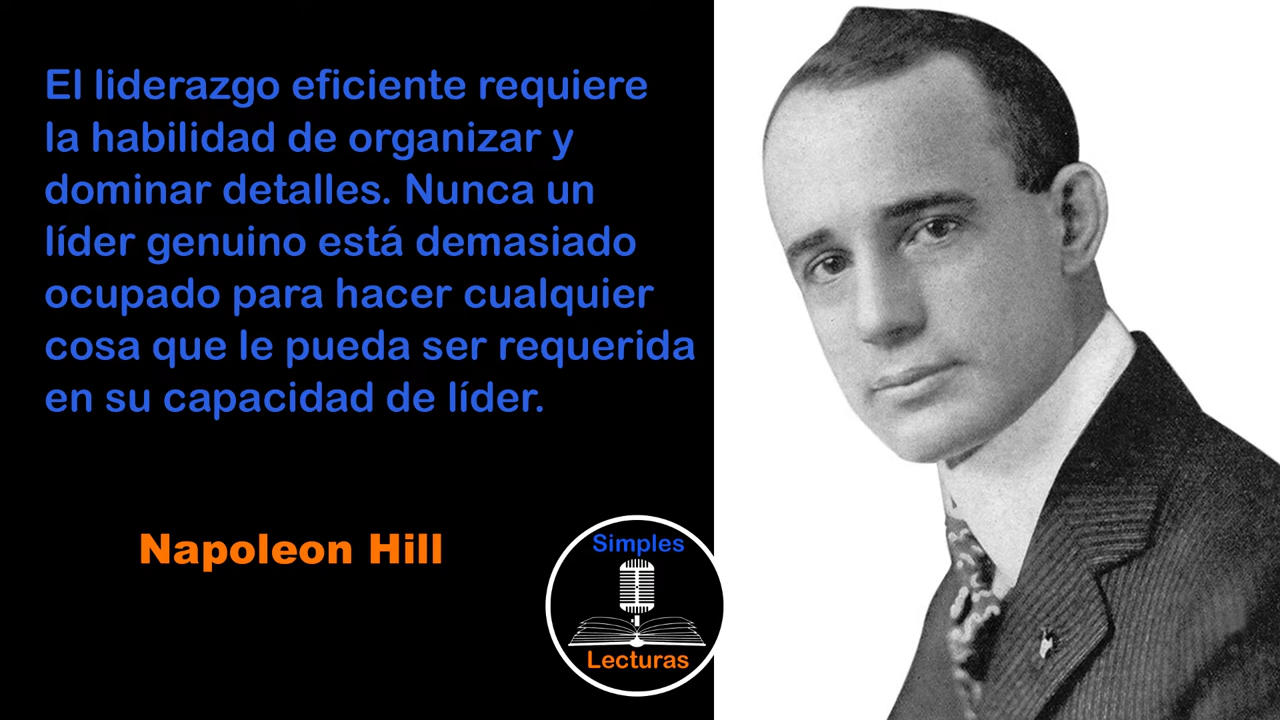 El liderazgo eficiente requiere
la habilidad de organizar y
dominar detalles. Nunca un
líder genuino está demasiado
ocupado para hacer cualquier
cosa que le pueda ser requerida
en su capacidad de líder.
Napoleon Hill
Simples
Lecturas